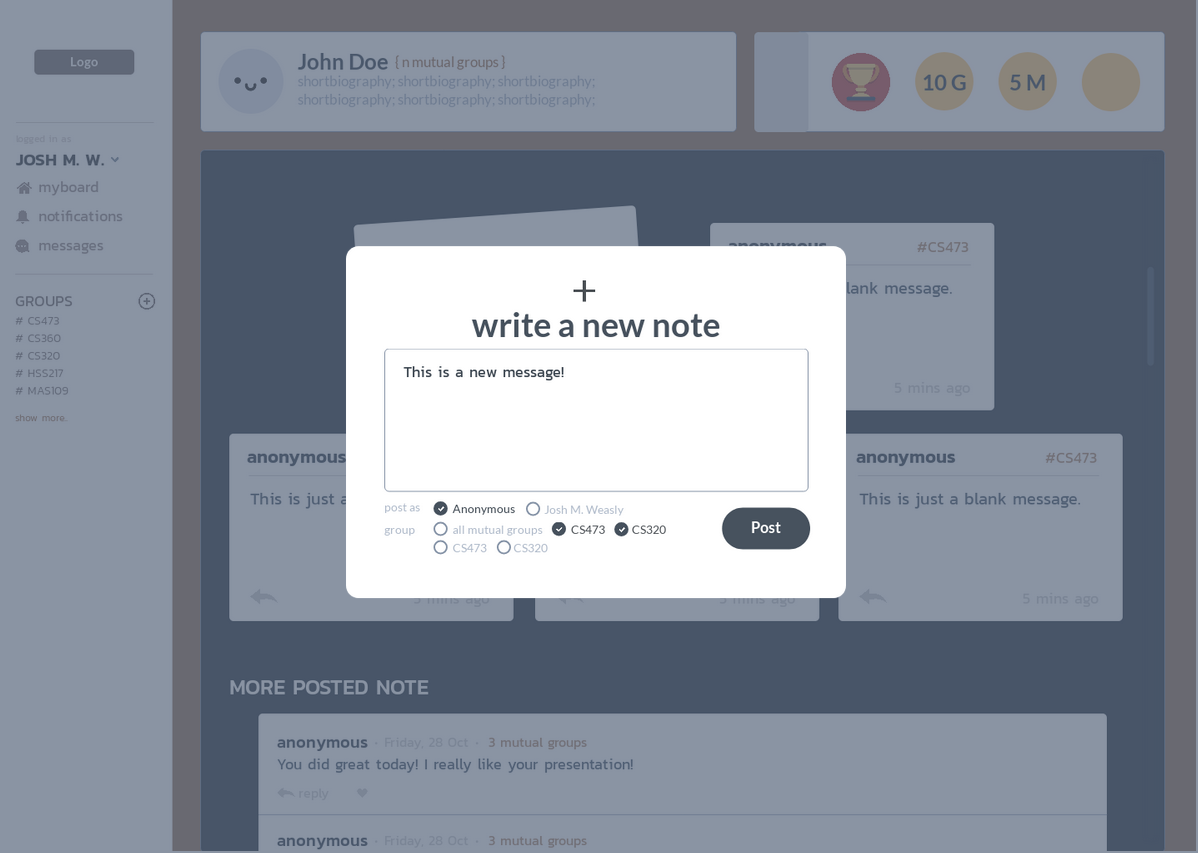 Logo
logged in as
JOSH M. W.
myboard
notifications
messages
GROUPS
# CS473
# CS360
# CS320
# HSS217
# MAS109
show more.
John Doe { n mutual groups }
shortbiography; shortbiography; shortbiography;
shortbiography; shortbiography; shortbiography;
10 G
5 M
anonymous #CS473
lank message.
5 mins ago
+
write a new note
This is a new message!
post as Anonymous Josh M. Weasly
group all mutual groups CS473 CS320
CS473 CS320
Post
anonymous
This is just a
5 mins ago
5 mins ago
anonymous #CS473
This is just a blank message.
5 mins ago
MORE POSTED NOTE
anonymous · Friday, 28 Oct · 3 mutual groups
You did great today! I really like your presentation!
reply
anonymous · Friday, 28 Oct · 3 mutual groups